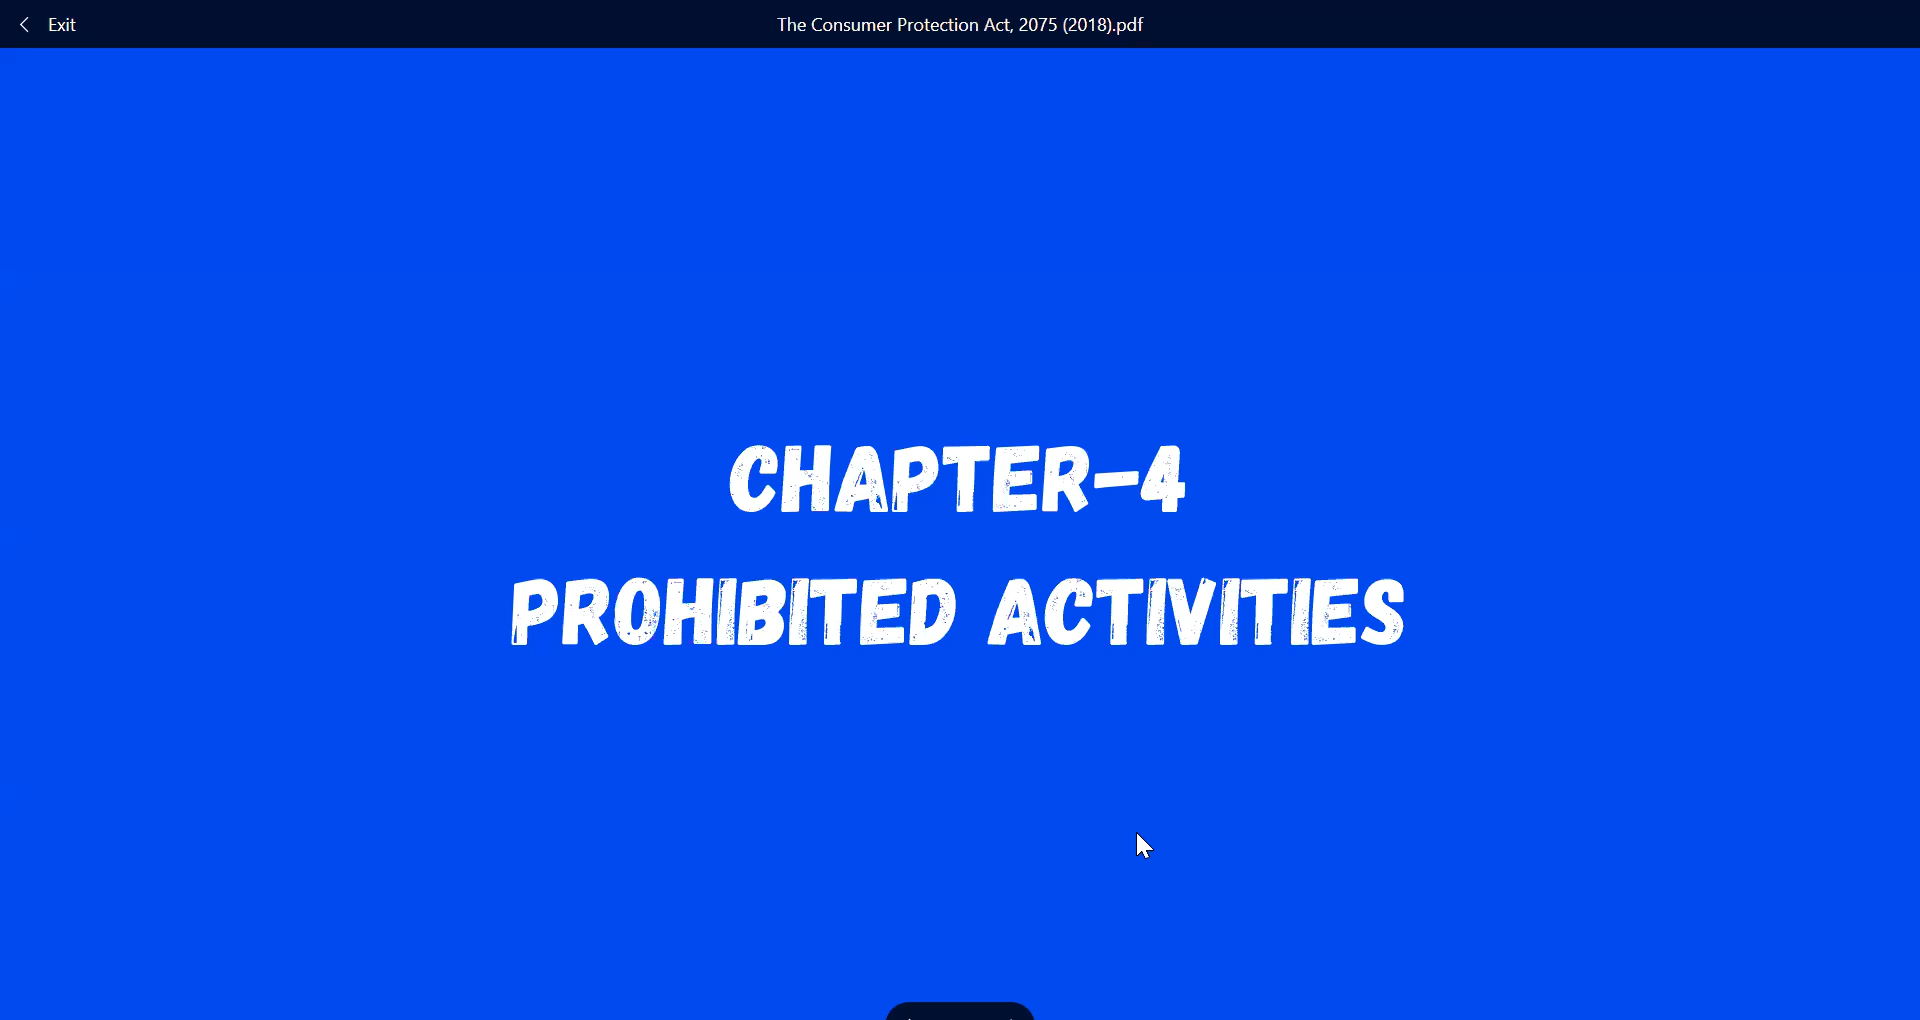 Exit
The Consumer Protection Act, 2075 (2018).pdf
CHAPTER-4
PROHIBITED ACTIVITIES